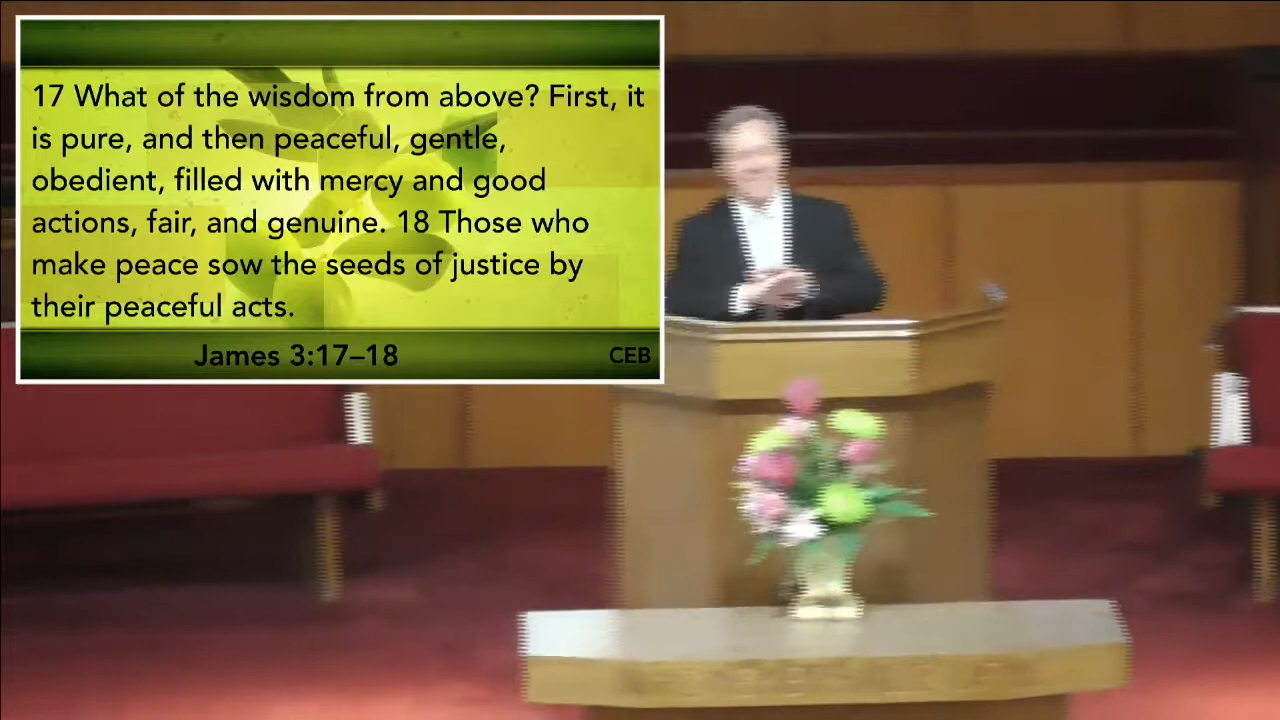 17 What of the wisdom from above? First, it
is pure, and then peaceful, gentle,
obedient, filled with mercy and good
actions, fair, and genuine. 18 Those who
make peace sow the seeds of justice by
their peaceful acts.
James 3:17–18
CEB